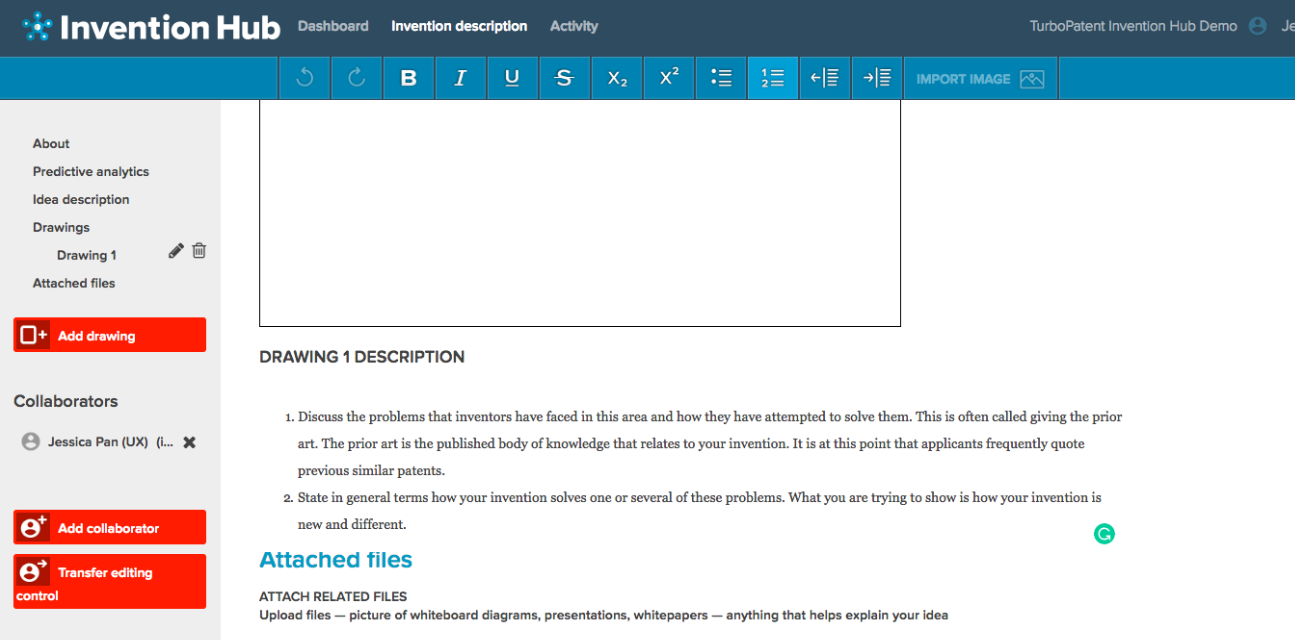 Invention Hub Dashboard Invention description Activity TurboPatent Invention Hub Demo Je
B I U S X₂ X² IMPORT IMAGE
About
Predictive analytics
Idea description
Drawings
Drawing 1
Attached files
Add drawing
Collaborators
Jessica Pan (UX) (i...
Add collaborator
Transfer editing
control
DRAWING 1 DESCRIPTION
1. Discuss the problems that inventors have faced in this area and how they have attempted to solve them. This is often called giving the prior
art. The prior art is the published body of knowledge that relates to your invention. It is at this point that applicants frequently quote
previous similar patents.
2. State in general terms how your invention solves one or several of these problems. What you are trying to show is how your invention is
new and different.
Attached files
ATTACH RELATED FILES
Upload files — picture of whiteboard diagrams, presentations, whitepapers — anything that helps explain your idea